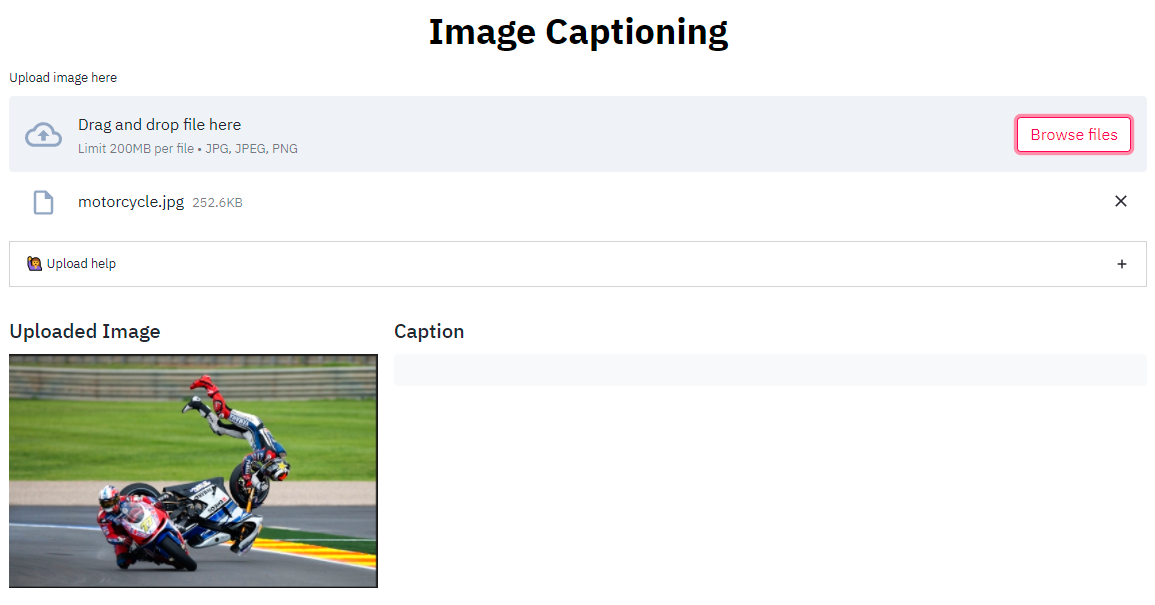 Image Captioning
Upload image here
Drag and drop file here
Limit 200MB per file • JPG, JPEG, PNG
Browse files
motorcycle.jpg 252.6KB
Upload help
Uploaded Image
Caption